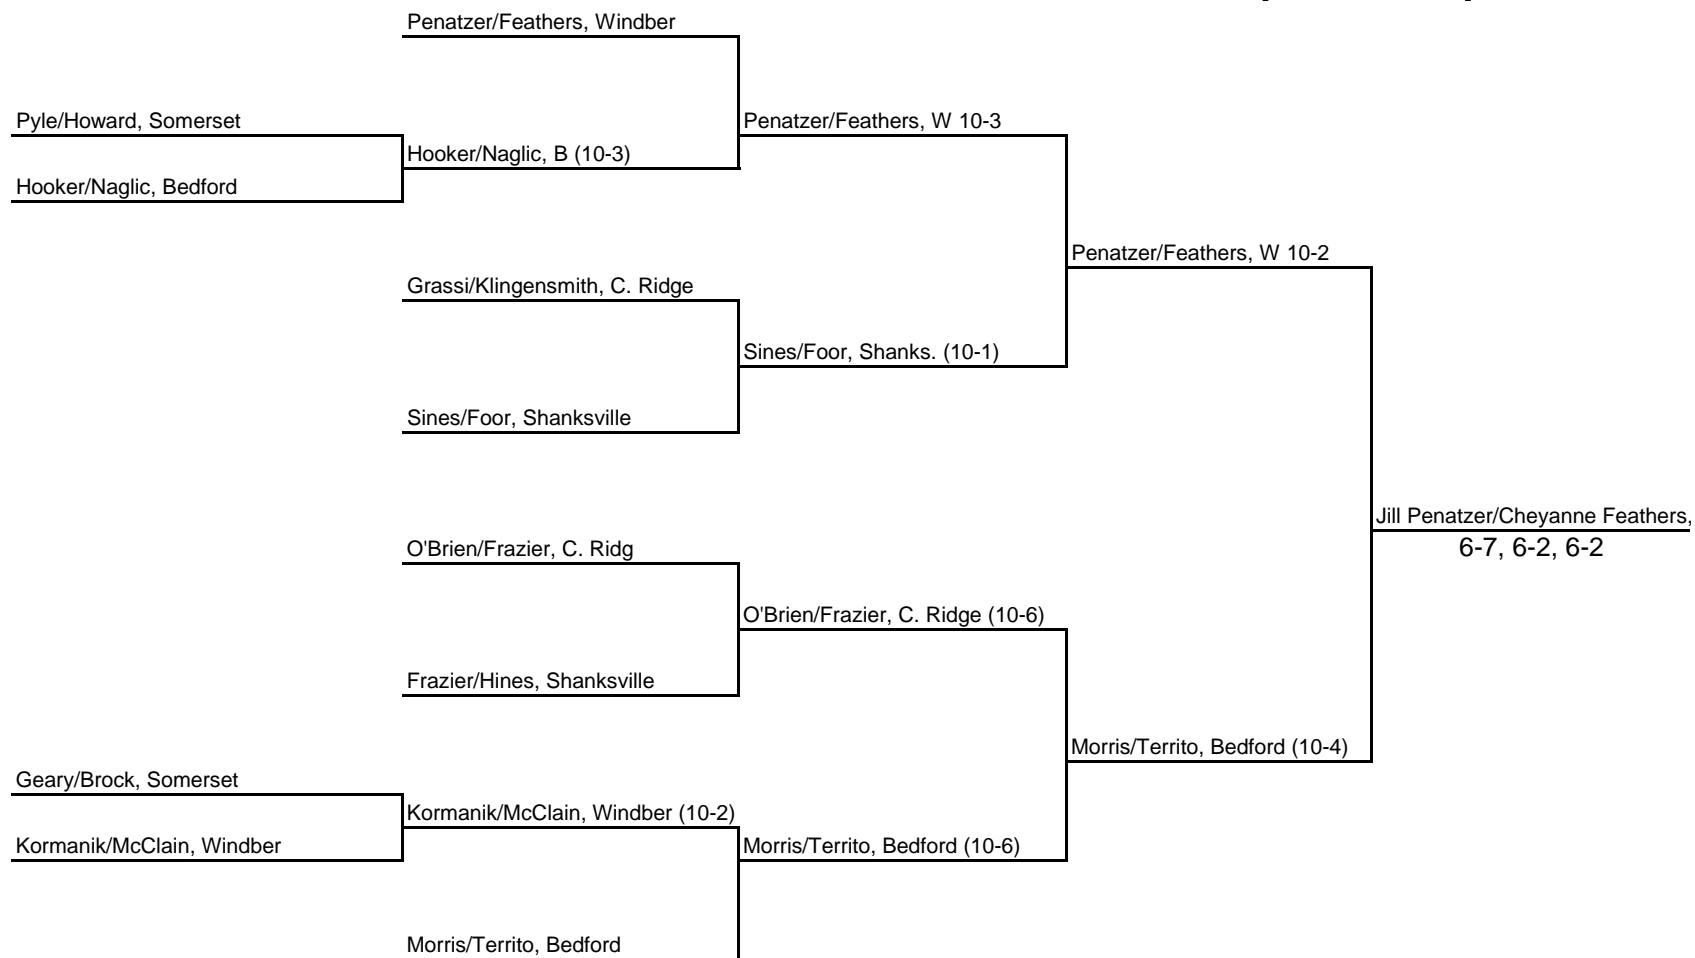 Penatzer/Feathers, Windber
Pyle/Howard, Somerset
Penatzer/Feathers, W 10-3
Hooker/Naglic, B (10-3)
Hooker/Naglic, Bedford
Penatzer/Feathers, W 10-2
Grassi/Klingensmith, C. Ridge
Sines/Foor, Shanks. (10-1)
Sines/Foor, Shanksville
Jill Penatzer/Cheyanne Feathers,
6-7, 6-2, 6-2
O'Brien/Frazier, C. Ridg
O'Brien/Frazier, C. Ridge (10-6)
Frazier/Hines, Shanksville
Morris/Territo, Bedford (10-4)
Geary/Brock, Somerset
Kormanik/McClain, Windber (10-2)
Kormanik/McClain, Windber
Morris/Territo, Bedford (10-6)
Morris/Territo, Bedford